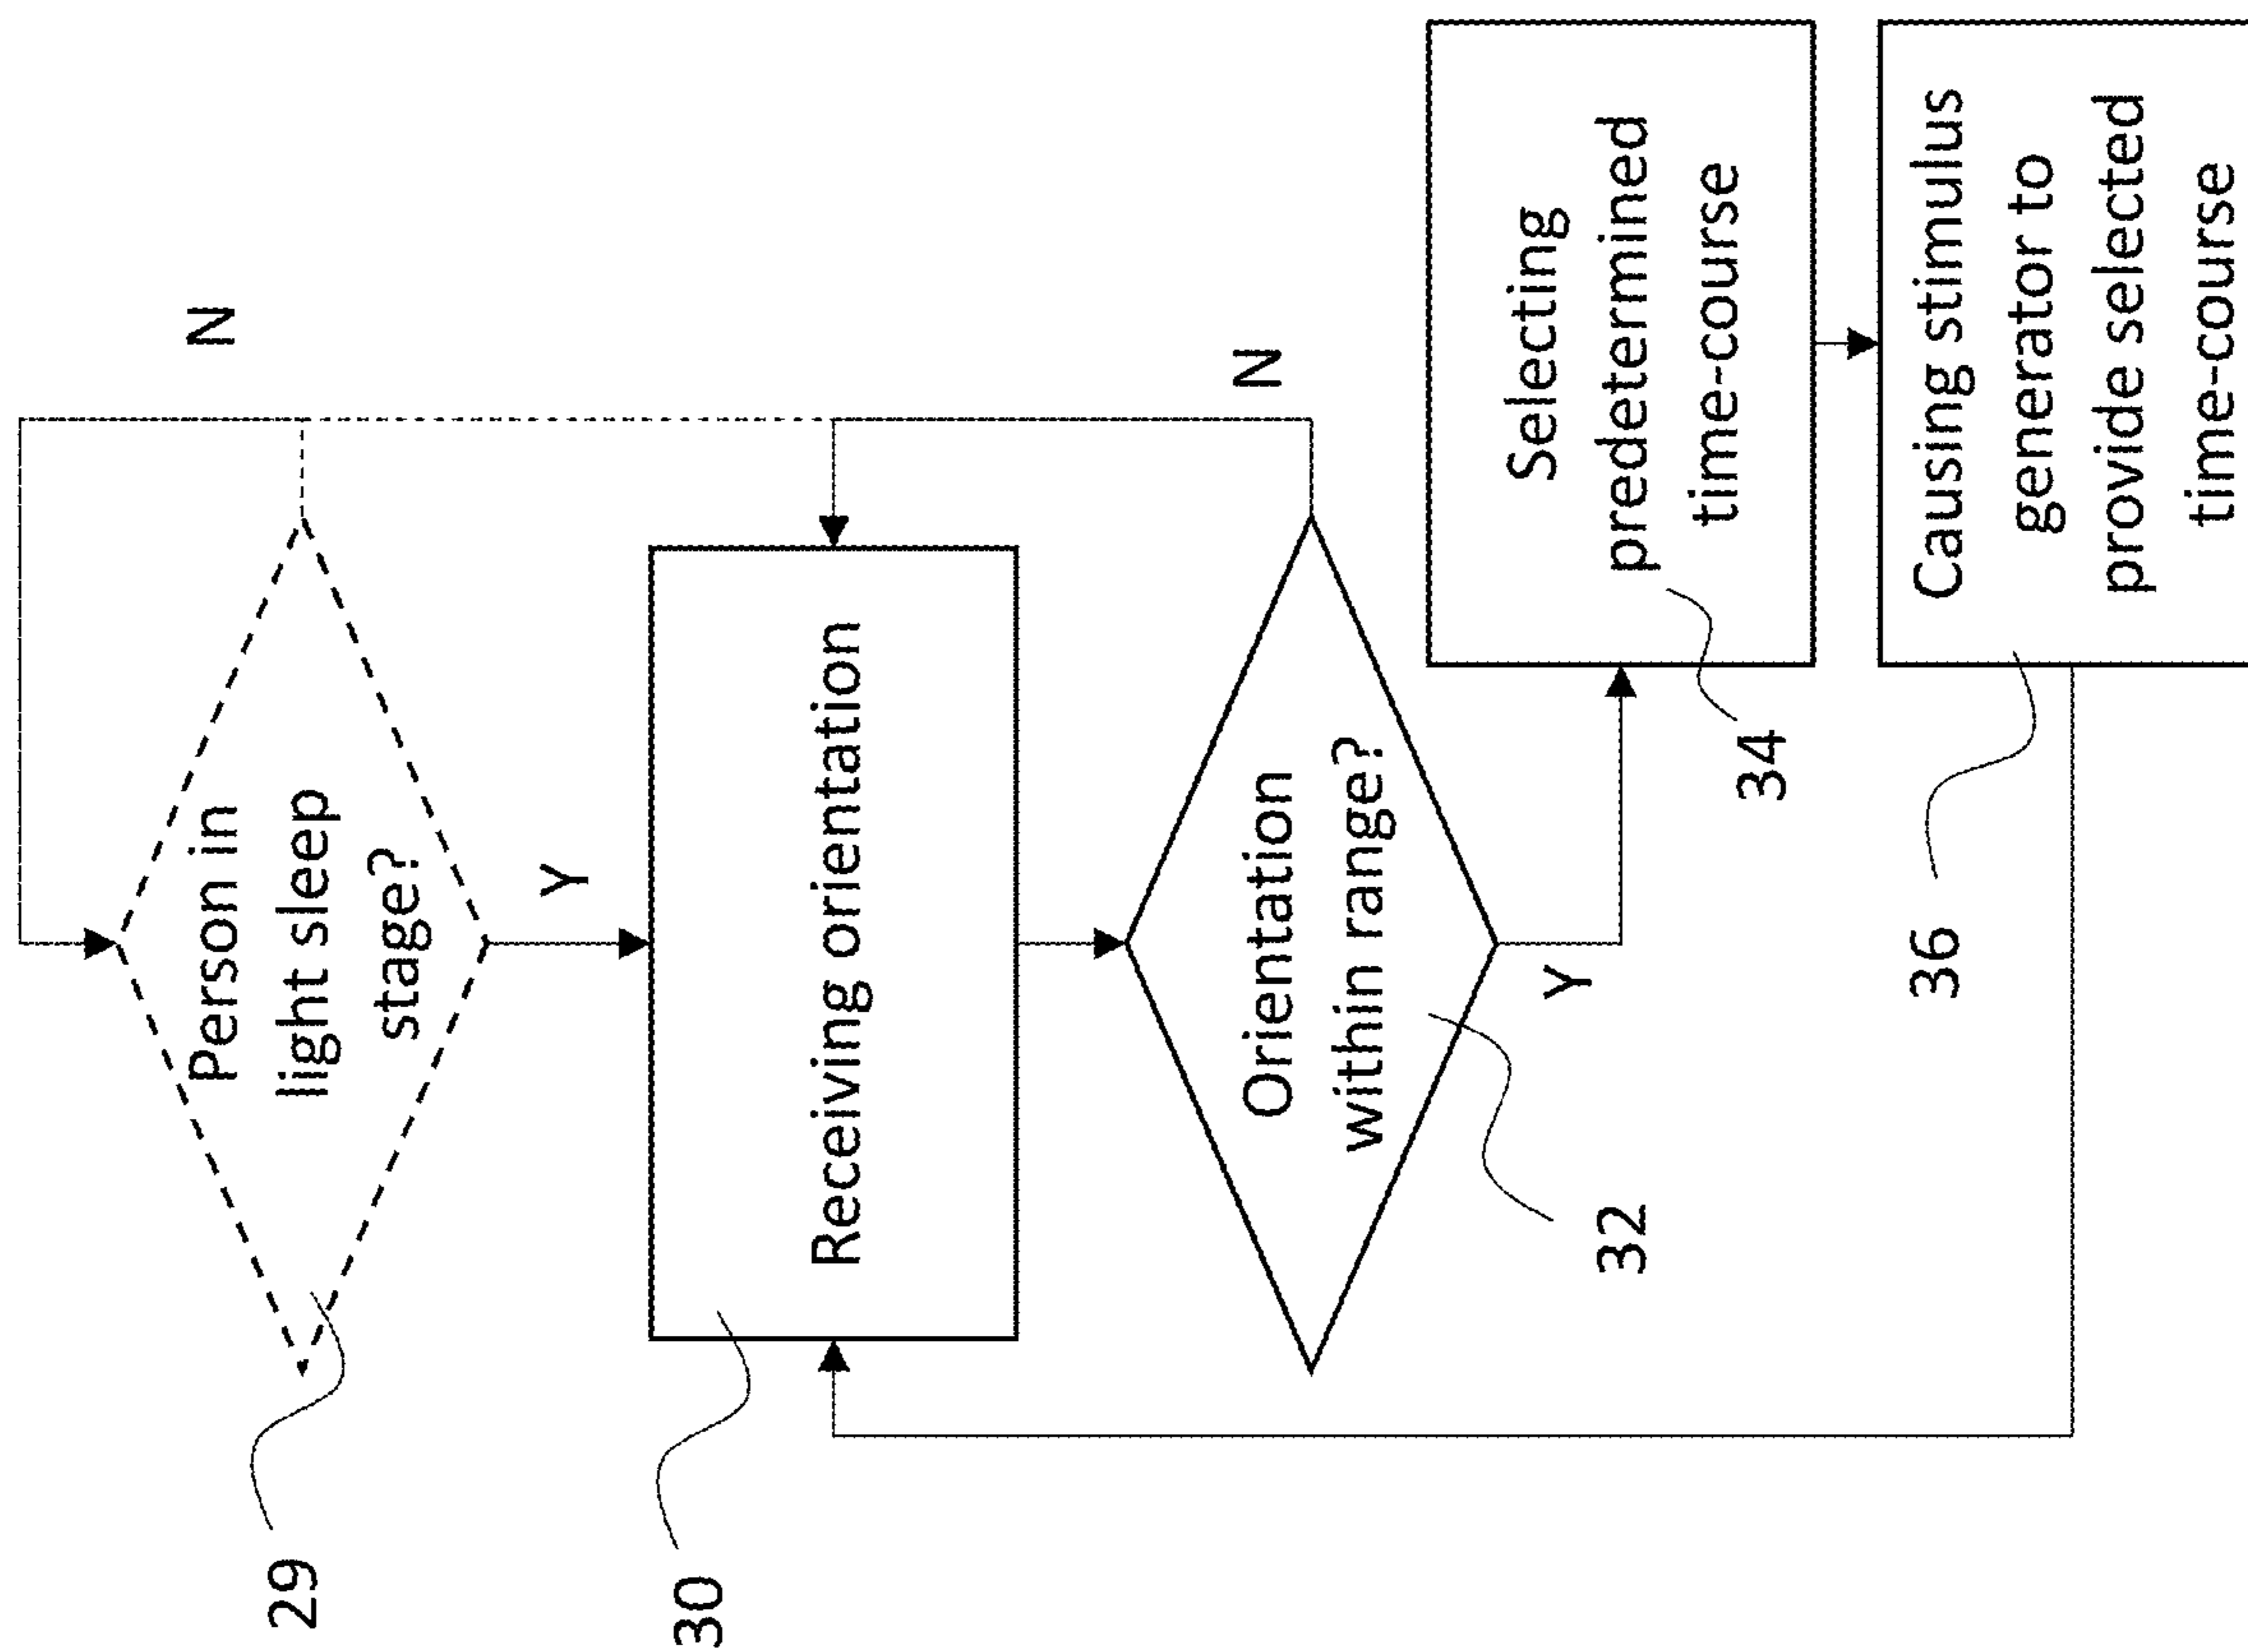 N
Person in
light sleep
stage?
29
Y
Receiving orientation
30
N
Orientation
within range?
32
Y
Selecting
predetermined
time-course
34
Causing stimulus
generator to
provide selected
time-course
36